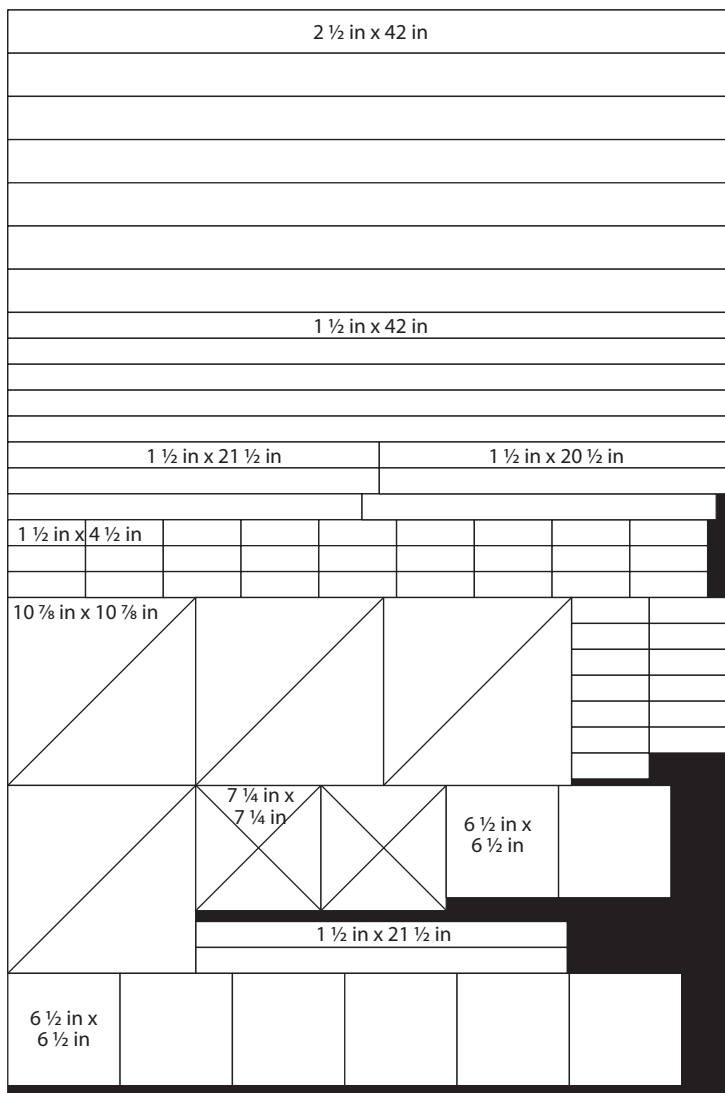 2 ½ in x 42 in
1 ½ in x 42 in
1 ½ in x 21 ½ in
1 ½ in x 20 ½ in
1 ½ in x 4 ½ in
10 ⅞ in x 10 ⅞ in
7 ¼ in x
7 ¼ in
6 ½ in x
6 ½ in
1 ½ in x 21 ½ in
6 ½ in x
6 ½ in